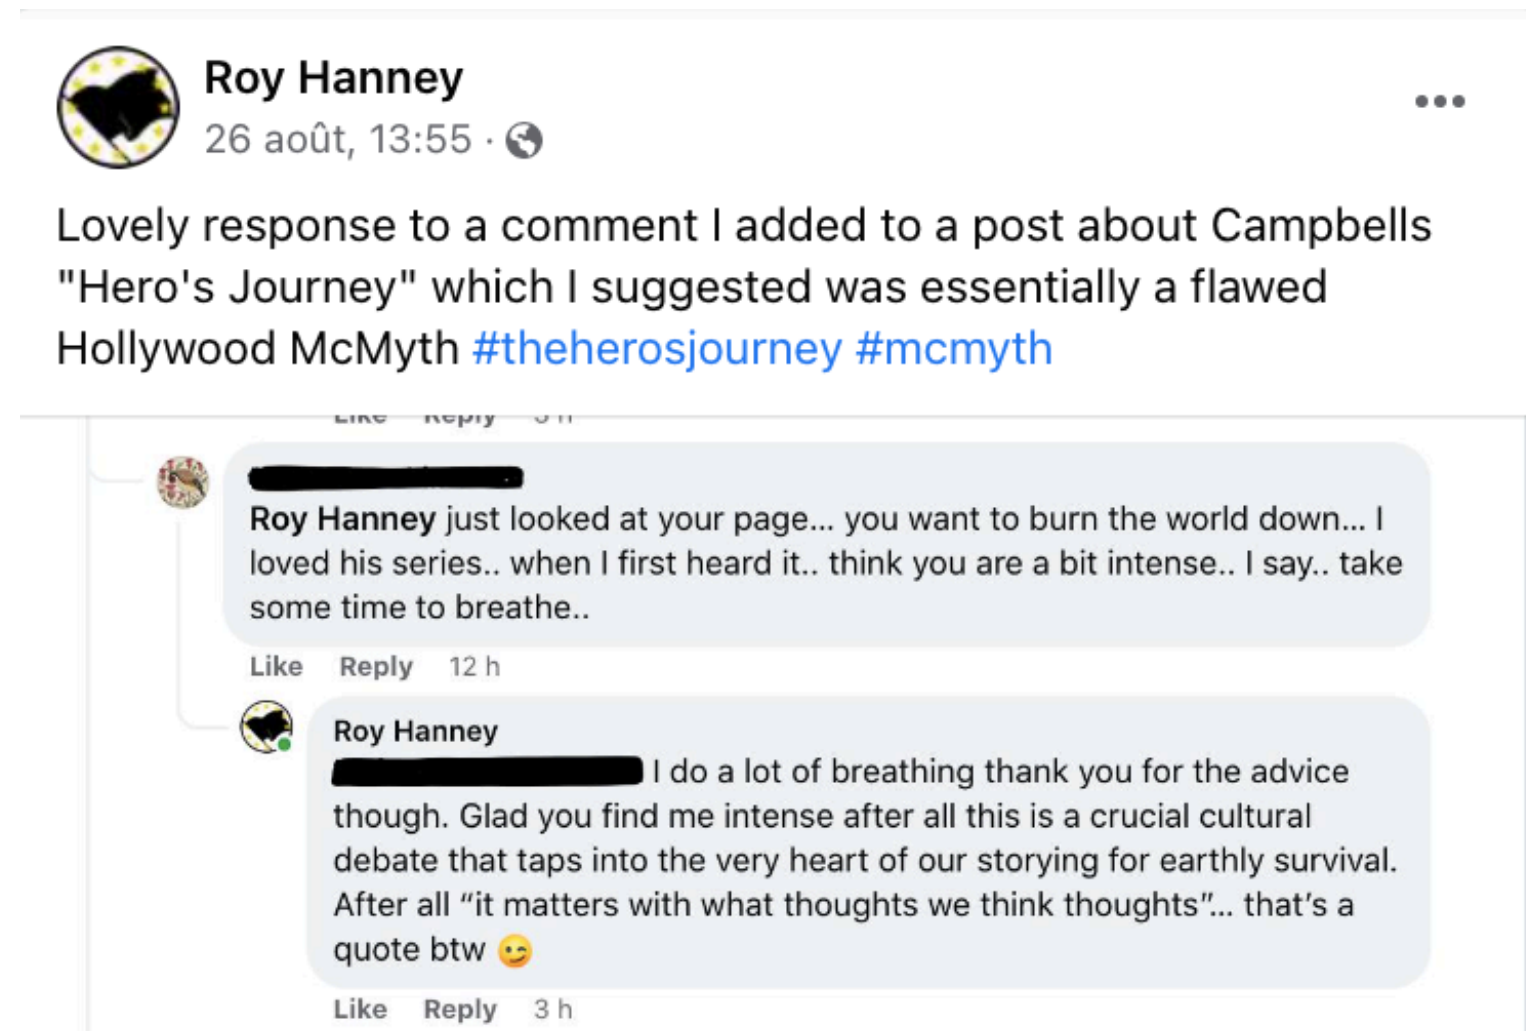 Roy Hanney
26 août, 13:55 ·
Lovely response to a comment I added to a post about Campbells
"Hero's Journey" which I suggested was essentially a flawed
Hollywood McMyth #theherosjourney #mcmyth
Like Reply 3 h
Roy Hanney just looked at your page... you want to burn the world down... I
loved his series.. when I first heard it.. think you are a bit intense.. I say.. take
some time to breathe..
Like Reply 12 h
Roy Hanney
I do a lot of breathing thank you for the advice
though. Glad you find me intense after all this is a crucial cultural
debate that taps into the very heart of our storying for earthly survival.
After all “it matters with what thoughts we think thoughts”... that’s a
quote btw 😉
Like Reply 3 h